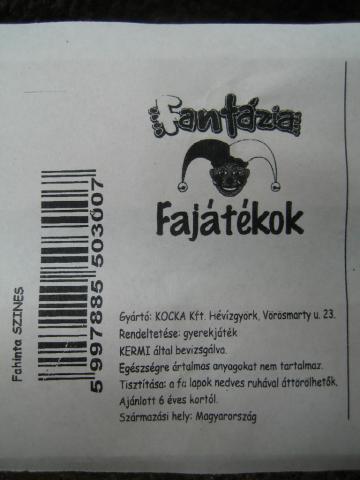 Fantázia
Fajátékok
Gyártó: KOCKA Kft. Hévízgyörk, Vörösmarty u. 23.
Rendeltetése: gyerekjáték
KERMI által bevizsgálva.
Egészségre ártalmas anyagokat nem tartalmaz.
Tisztítása: a fa lapok nedves ruhával áttörölhetők.
Ajánlott 6 éves kortól.
Származási hely: Magyarország
Fahinta SZINES
5 997885 503007